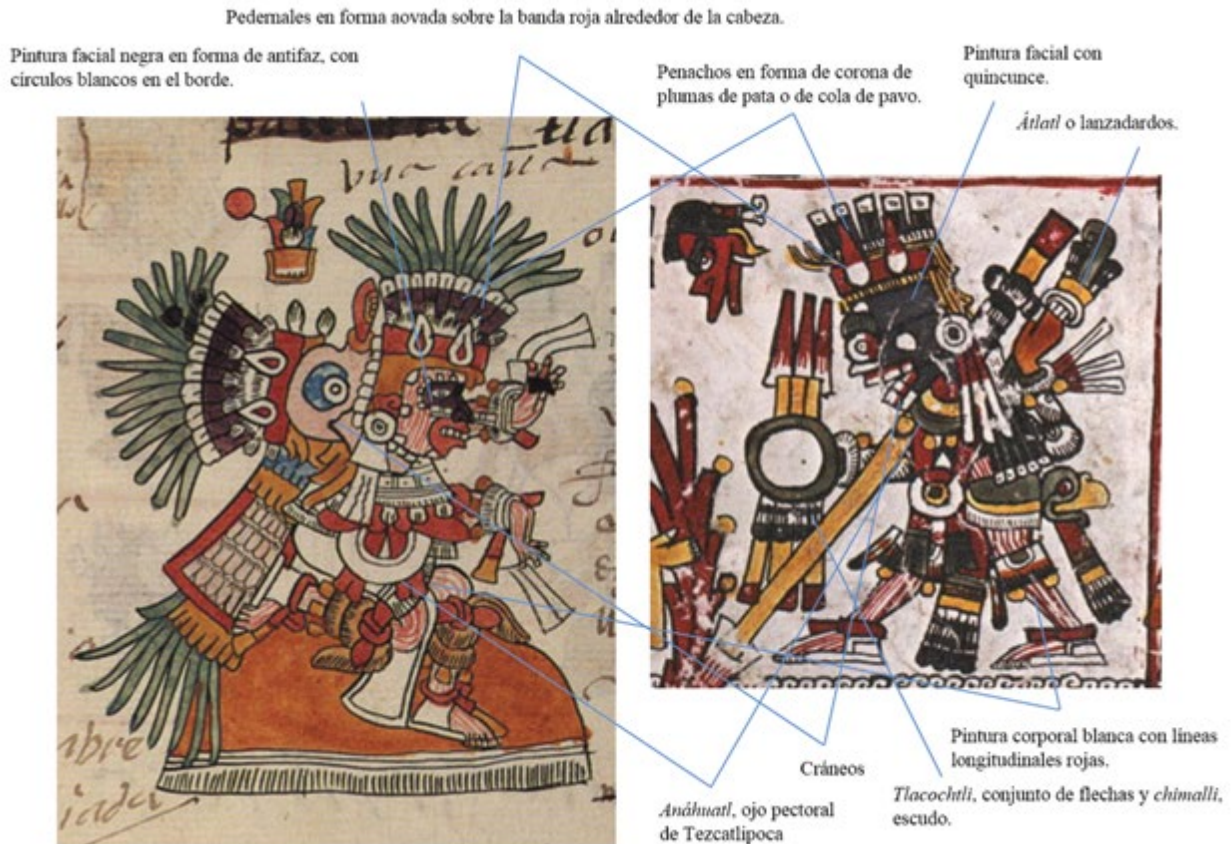 Pedernales en forma aovada sobre la banda roja alrededor de la cabeza.
Pintura facial negra en forma de antifaz, con
círculos blancos en el borde.
Penachos en forma de corona de
plumas de pata o de cola de pavo.
Pintura facial con
quincunce.
Átlatl o lanzadardos.
Pintura corporal blanca con líneas
longitudinales rojas.
Cráneos
Anáhuatl, ojo pectoral
de Tezcatlipoca
Tlacochtli, conjunto de flechas y chimalli,
escudo.